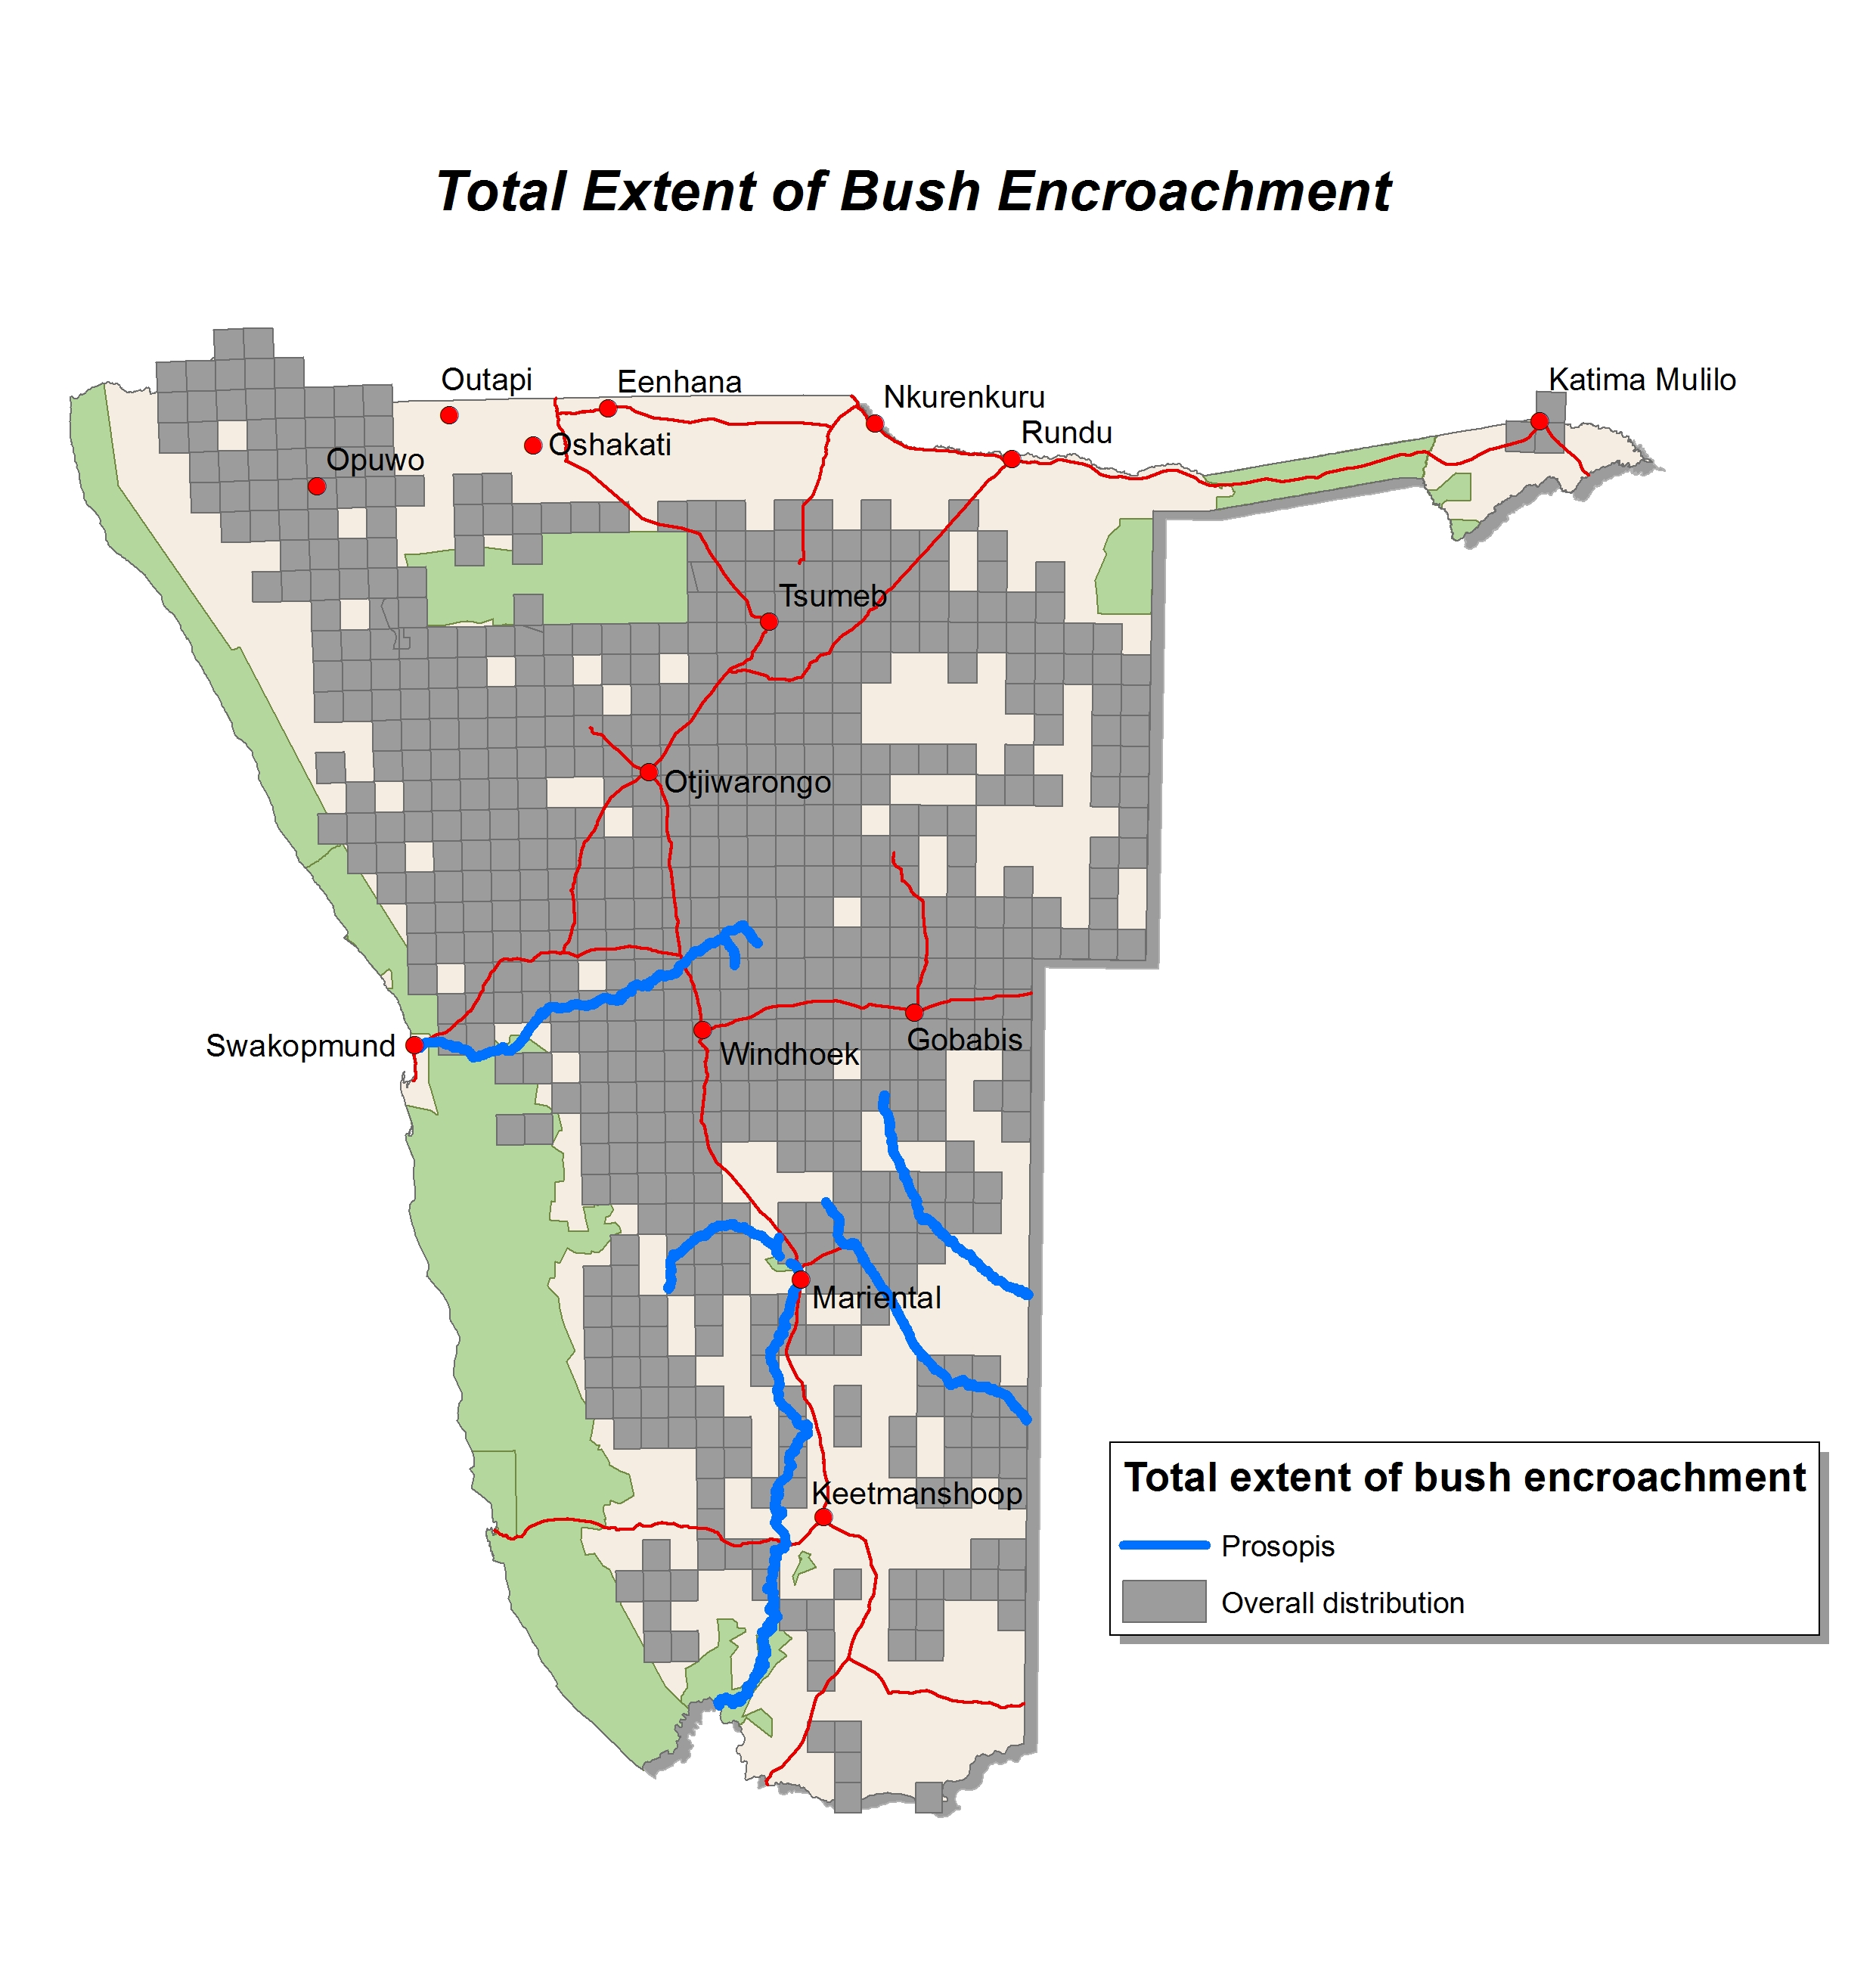 Total Extent of Bush Encroachment
Outapi
Eenhana
Katima Mulilo
Nkurenkuru
Rundu
Oshakati
Opuwo
Tsumeb
Otjiwarongo
Swakopmund
Gobabis
Windhoek
Mariental
Keetmanshoop
Total extent of bush encroachment
Prosopis
Overall distribution